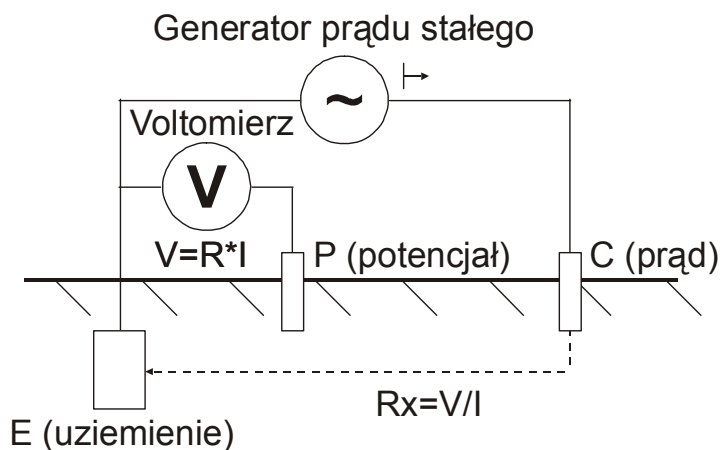 Generator prądu stałego
~
Voltomierz
V
V=R*I
P (potencjał)
C (prąd)
Rx=V/I
E (uziemienie)